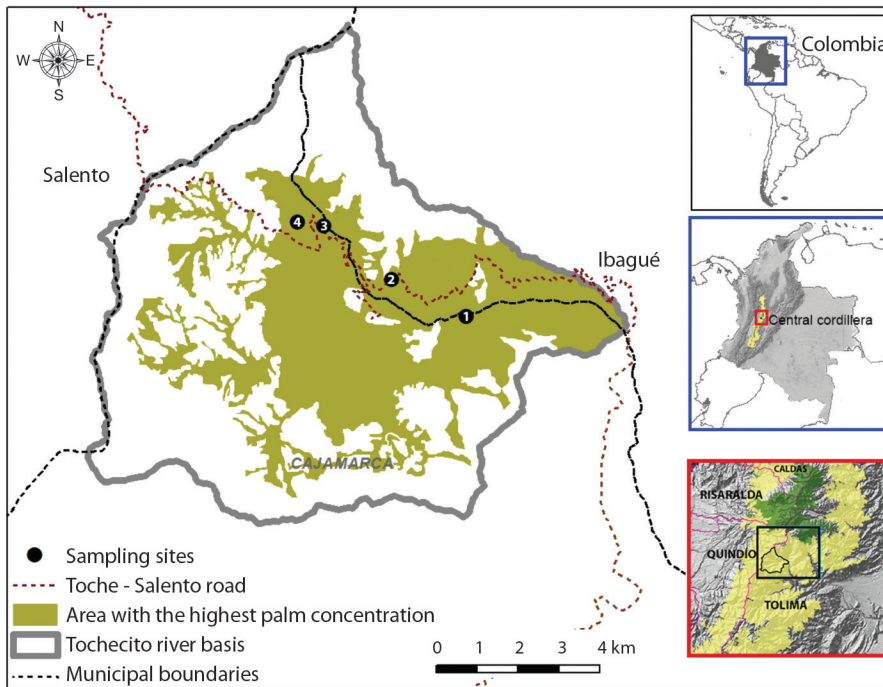 N
W E
S
Salento
4
3
2
1
Ibagué
CAJAMARCA
Sampling sites
Toche - Salento road
Area with the highest palm concentration
Tochecito river basis
Municipal boundaries
0 1 2 3 4 km
Colombia
Central cordillera
CALDAS
RISARALDA
QUINDÍO
TOLIMA